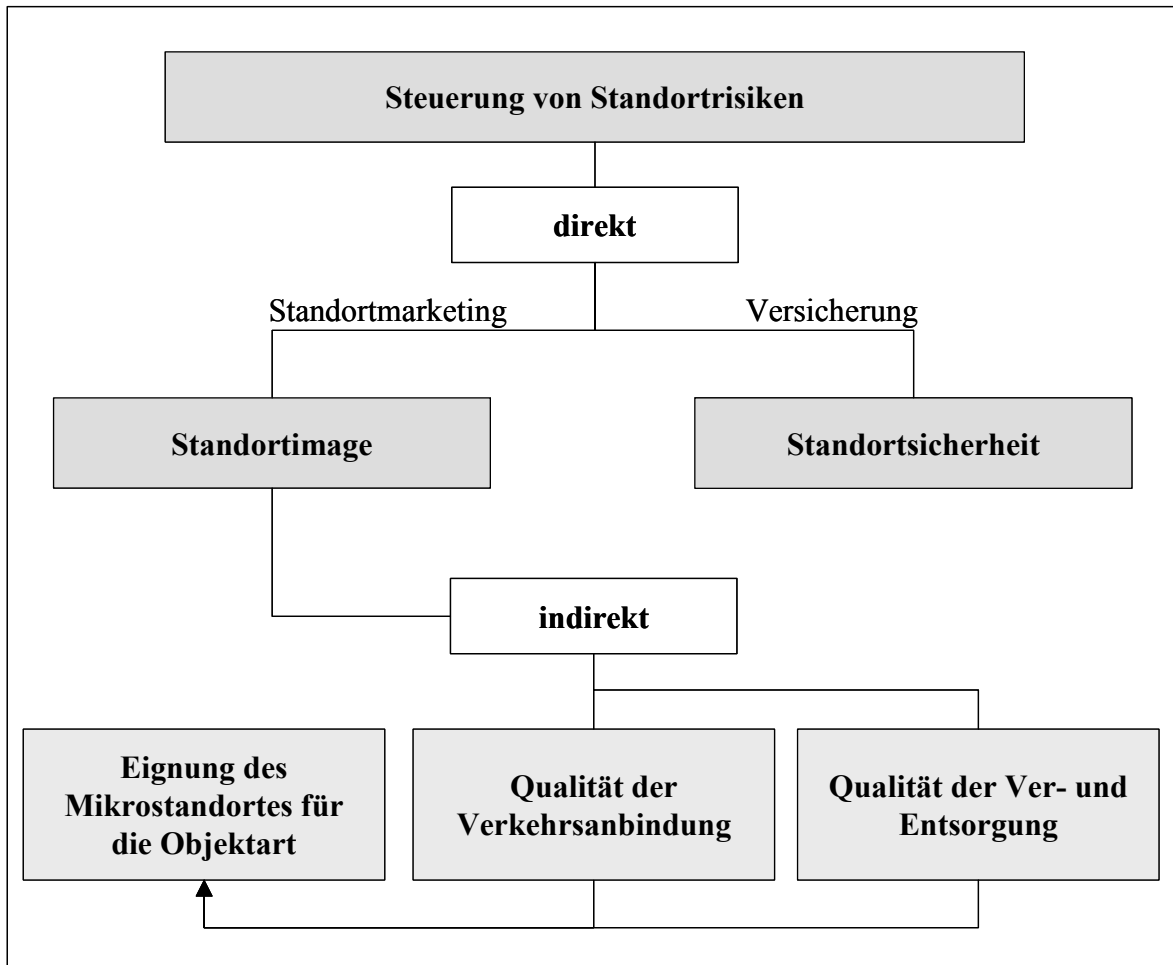 Steuerung von Standortrisiken
direkt
Standortmarketing
Versicherung
Standortimage
Standortsicherheit
indirekt
Eignung des
Mikrostandortes für
die Objektart
Qualität der
Verkehrsanbindung
Qualität der Ver- und
Entsorgung